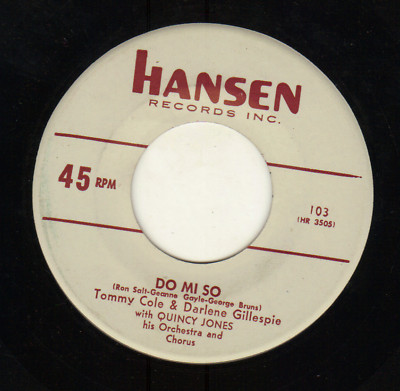 HANSEN
RECORDS INC.
45 RPM
103
(HR 3505)
DO MI SO
(Ron Salt-Geanne Gayle-George Bruns)
Tommy Cole & Darlene Gillespie
with QUINCY JONES
his Orchestra and
Chorus